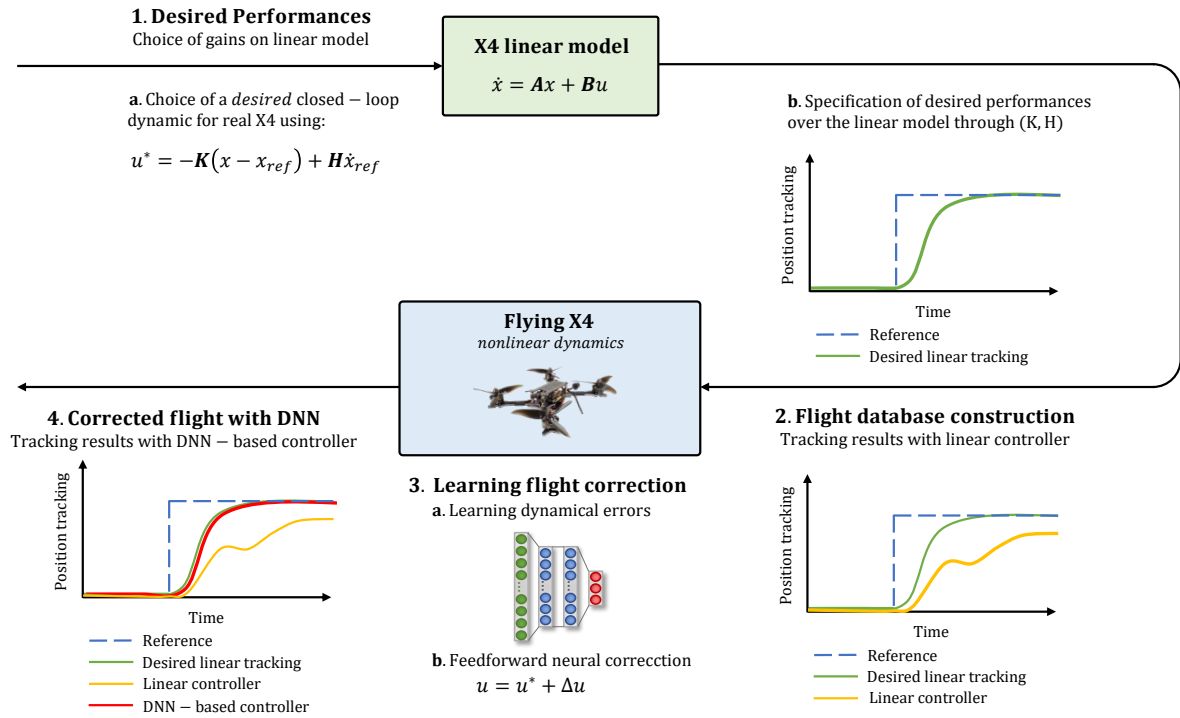 1. Desired Performances
Choice of gains on linear model
X4 linear model
ẋ = Ax + Bu
a. Choice of a desired closed − loop
dynamic for real X4 using:
u* = −K(x − x_ref) + Hẋ_ref
b. Specification of desired performances
over the linear model through (K, H)
Position tracking
Time
Reference
Desired linear tracking
Flying X4
nonlinear dynamics
2. Flight database construction
Tracking results with linear controller
Position tracking
Time
Reference
Desired linear tracking
Linear controller
3. Learning flight correction
a. Learning dynamical errors
b. Feedforward neural correcction
u = u* + Δu
4. Corrected flight with DNN
Tracking results with DNN − based controller
Position tracking
Time
Reference
Desired linear tracking
Linear controller
DNN − based controller